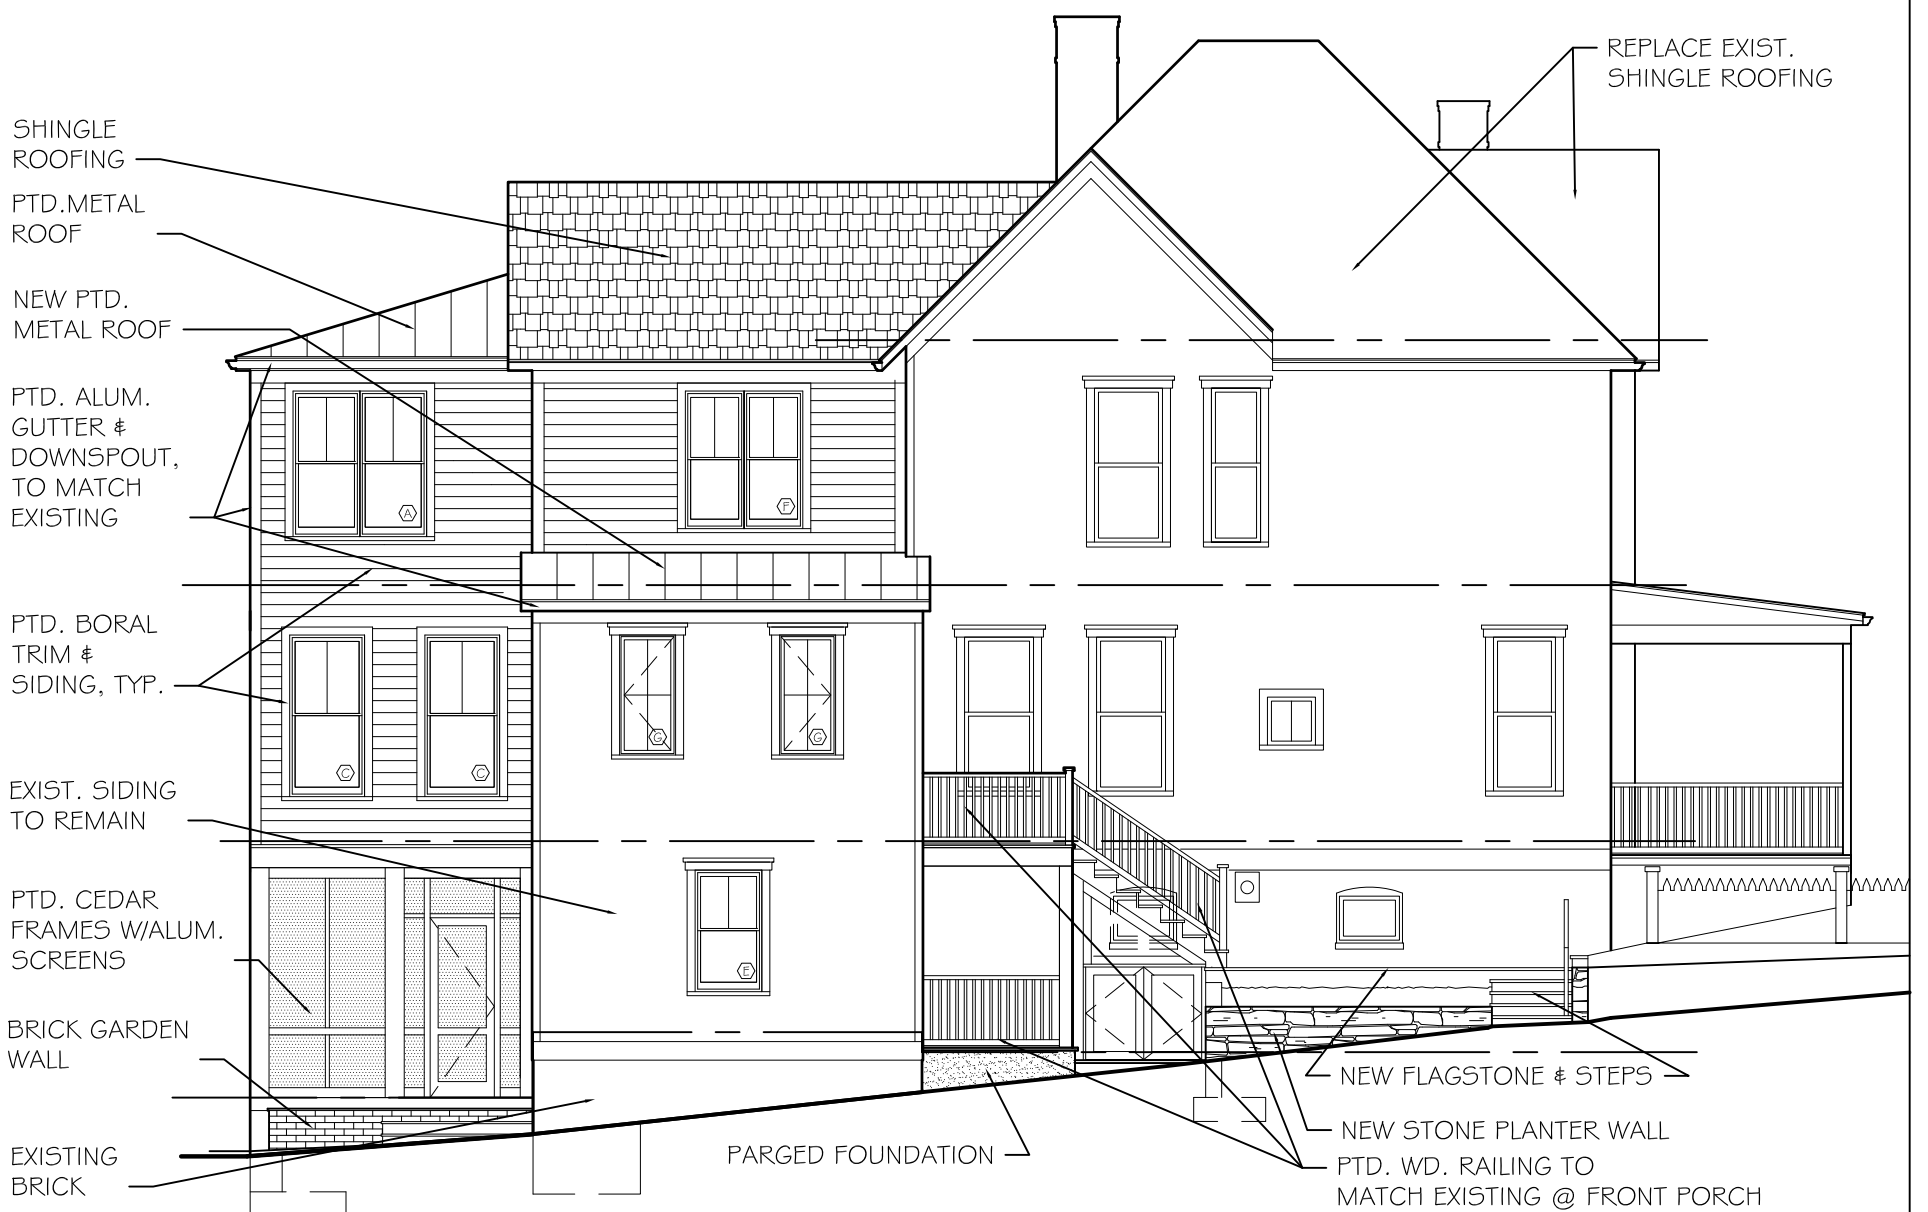 REPLACE EXIST.
SHINGLE ROOFING
SHINGLE
ROOFING
PTD.METAL
ROOF
NEW PTD.
METAL ROOF
PTD. ALUM.
GUTTER &
DOWNSPOUT,
TO MATCH
EXISTING
A
F
PTD. BORAL
TRIM &
SIDING, TYP.
G
G
C
C
EXIST. SIDING
TO REMAIN
PTD. CEDAR
FRAMES W/ALUM.
SCREENS
E
BRICK GARDEN
WALL
EXISTING
BRICK
PARGED FOUNDATION
NEW FLAGSTONE & STEPS
NEW STONE PLANTER WALL
PTD. WD. RAILING TO
MATCH EXISTING @ FRONT PORCH